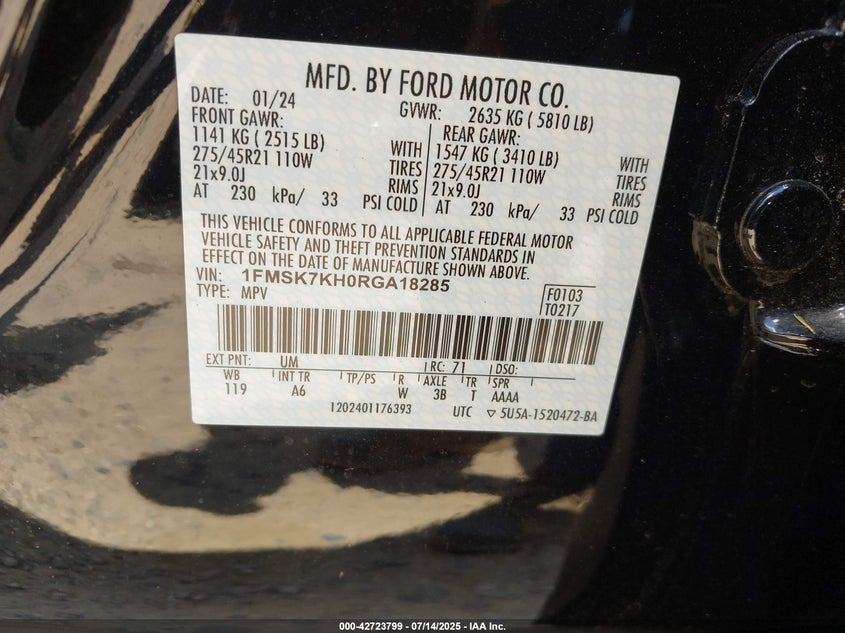 MFD. BY FORD MOTOR CO.
DATE: 01/24 GVWR: 2635 KG ( 5810 LB)
FRONT GAWR: REAR GAWR:
1141 KG ( 2515 LB) WITH 1547 KG ( 3410 LB) WITH
275/45R21 110W TIRES 275/45R21 110W TIRES
21x9.0J RIMS 21x9.0J RIMS
AT 230 kPa/ 33 PSI COLD AT 230 kPa/ 33 PSI COLD
THIS VEHICLE CONFORMS TO ALL APPLICABLE FEDERAL MOTOR
VEHICLE SAFETY AND THEFT PREVENTION STANDARDS IN
EFFECT ON THE DATE OF MANUFACTURE SHOWN ABOVE.
VIN: 1FMSK7KH0RGA18285
TYPE: MPV
F0103
T0217
EXT PNT: UM RC: 71 DSO:
WB INT TR TP/PS R AXLE TR SPR
119 A6 W 3B T AAAA
1202401176393 UTC ▽ 5U5A-1520472-BA
000-42723799 - 07/14/2025 - IAA Inc.